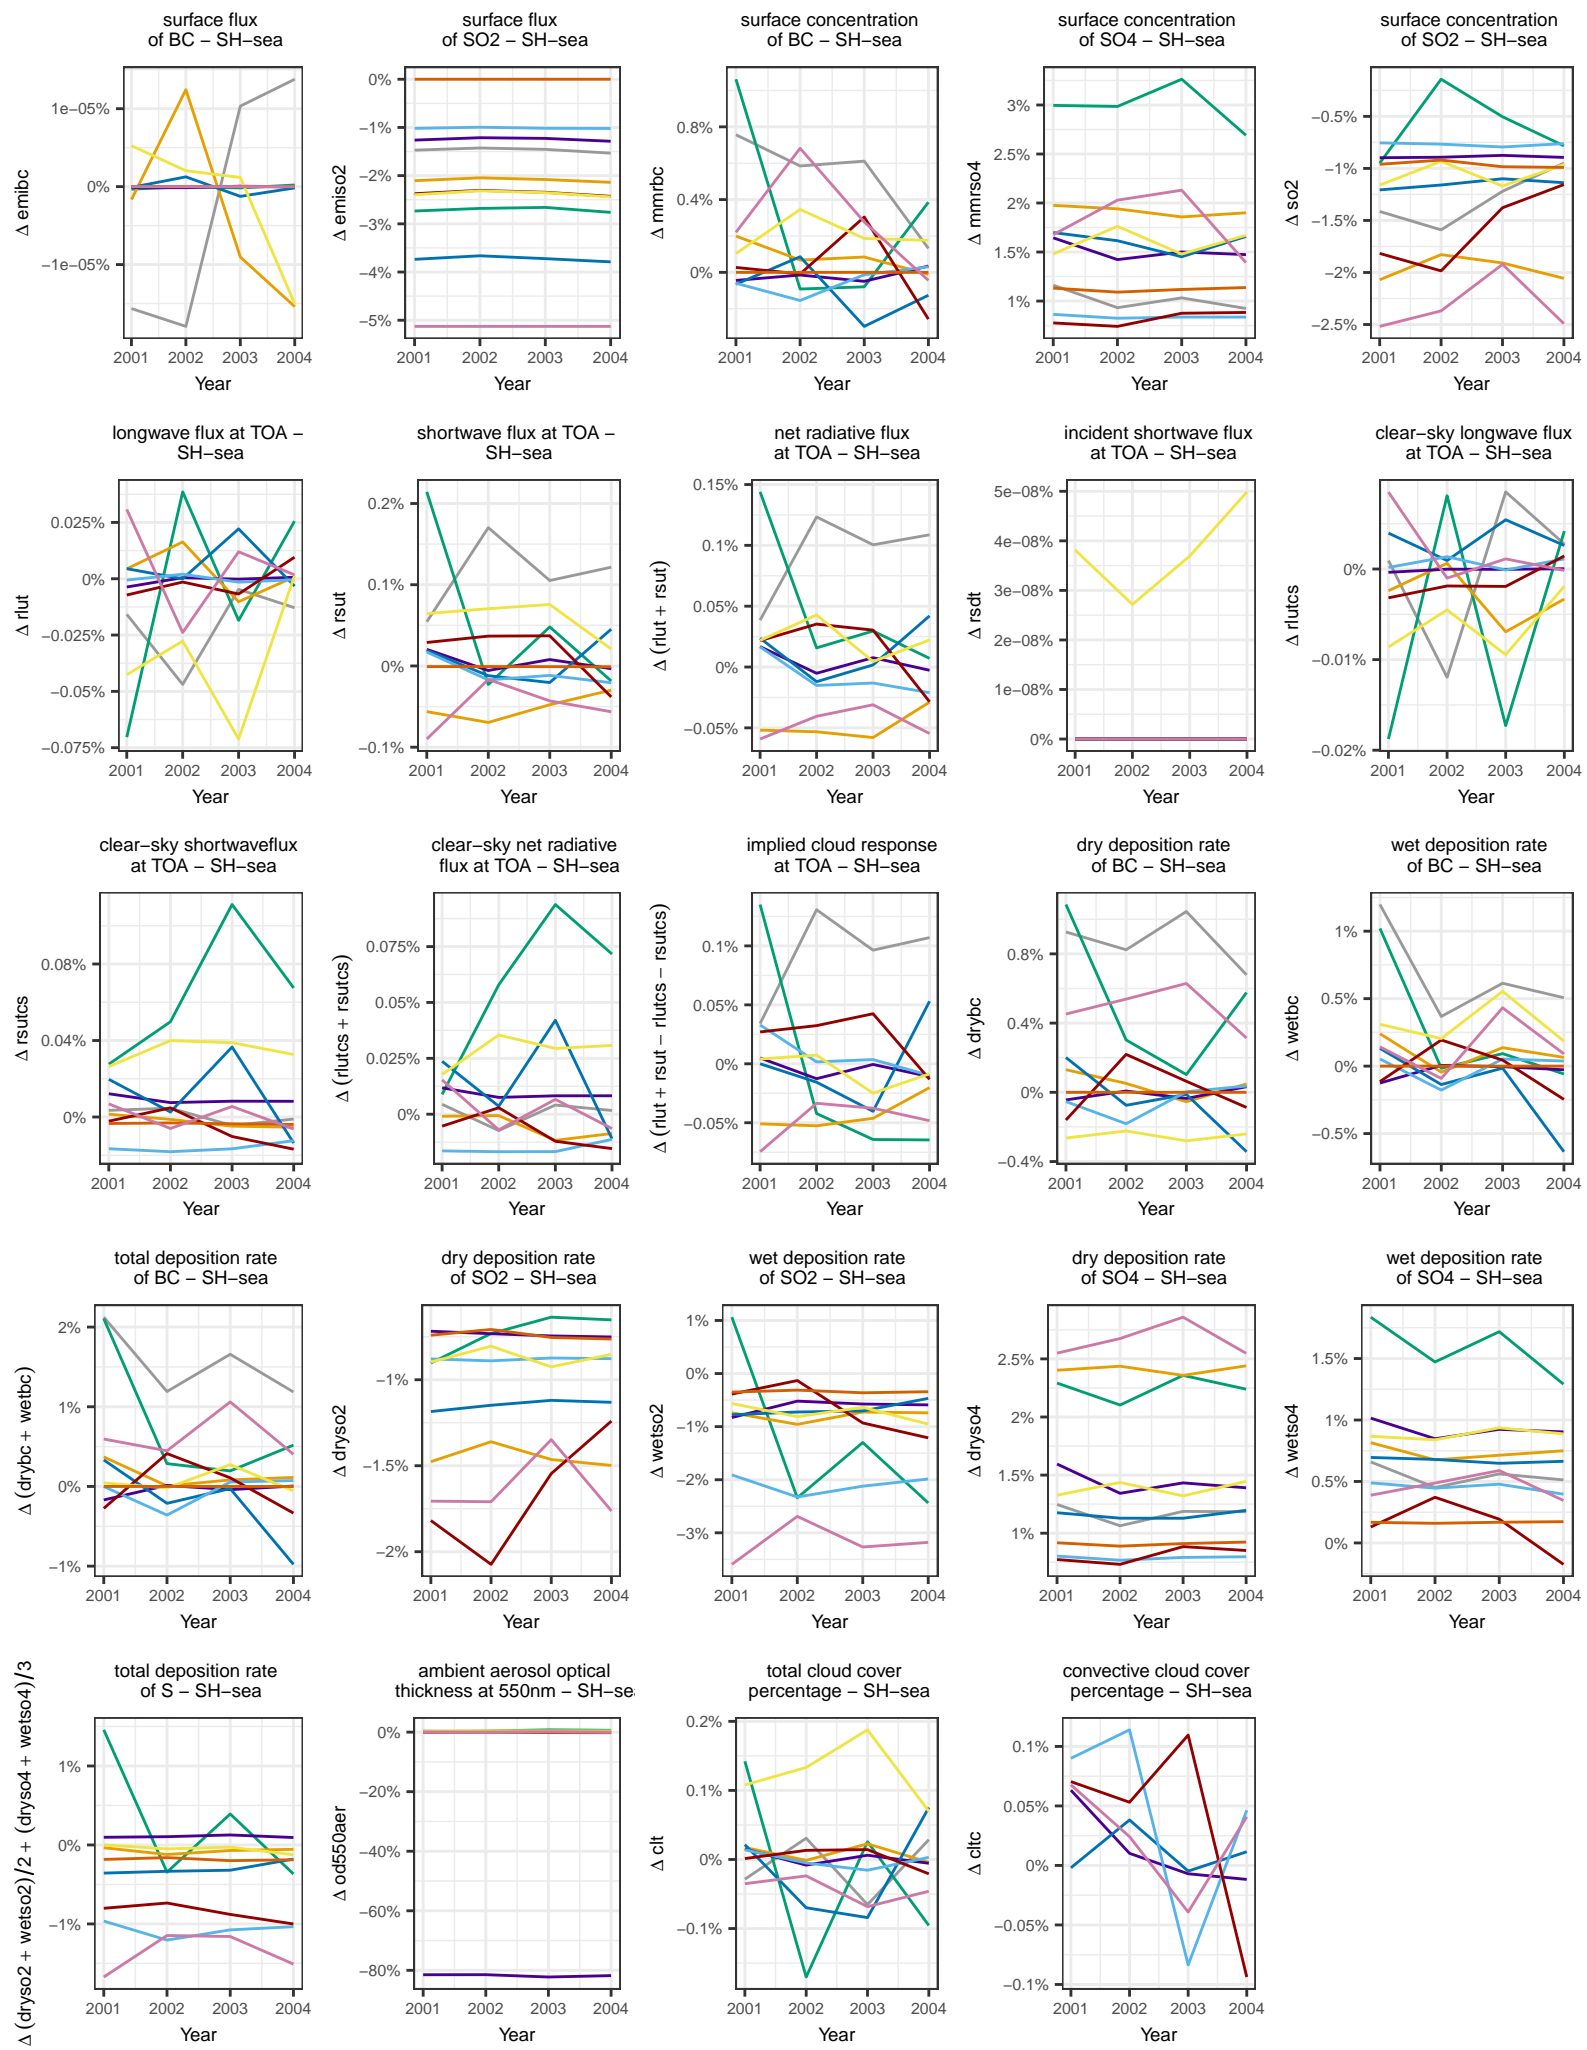 surface flux
of BC − SH−sea
Δ emibc
1e−05%
0%
−1e−05%
2001 2002 2003 2004
Year
surface flux
of SO2 − SH−sea
Δ emiso2
0%
−1%
−2%
−3%
−4%
−5%
2001 2002 2003 2004
Year
surface concentration
of BC − SH−sea
Δ mmrbc
0.8%
0.4%
0%
2001 2002 2003 2004
Year
surface concentration
of SO4 − SH−sea
Δ mmrso4
3%
2.5%
2%
1.5%
1%
2001 2002 2003 2004
Year
surface concentration
of SO2 − SH−sea
Δ so2
−0.5%
−1%
−1.5%
−2%
−2.5%
2001 2002 2003 2004
Year
longwave flux at TOA −
SH−sea
Δ rlut
0.025%
0%
−0.025%
−0.05%
−0.075%
2001 2002 2003 2004
Year
shortwave flux at TOA −
SH−sea
Δ rsut
0.2%
0.1%
0%
−0.1%
2001 2002 2003 2004
Year
net radiative flux
at TOA − SH−sea
Δ (rlut + rsut)
0.15%
0.1%
0.05%
0%
−0.05%
2001 2002 2003 2004
Year
incident shortwave flux
at TOA − SH−sea
Δ rsdt
5e−08%
4e−08%
3e−08%
2e−08%
1e−08%
0%
2001 2002 2003 2004
Year
clear−sky longwave flux
at TOA − SH−sea
Δ rlutcs
0%
−0.01%
−0.02%
2001 2002 2003 2004
Year
clear−sky shortwaveflux
at TOA − SH−sea
Δ rsutcs
0.08%
0.04%
0%
2001 2002 2003 2004
Year
clear−sky net radiative
flux at TOA − SH−sea
Δ (rlutcs + rsutcs)
0.075%
0.05%
0.025%
0%
2001 2002 2003 2004
Year
implied cloud response
at TOA − SH−sea
Δ (rlut + rsut − rlutcs − rsutcs)
0.1%
0.05%
0%
−0.05%
2001 2002 2003 2004
Year
dry deposition rate
of BC − SH−sea
Δ drybc
0.8%
0.4%
0%
−0.4%
2001 2002 2003 2004
Year
wet deposition rate
of BC − SH−sea
Δ wetbc
1%
0.5%
0%
−0.5%
2001 2002 2003 2004
Year
total deposition rate
of BC − SH−sea
Δ (drybc + wetbc)
2%
1%
0%
−1%
2001 2002 2003 2004
Year
dry deposition rate
of SO2 − SH−sea
Δ dryso2
−1%
−1.5%
−2%
2001 2002 2003 2004
Year
wet deposition rate
of SO2 − SH−sea
Δ wetso2
1%
0%
−1%
−2%
−3%
2001 2002 2003 2004
Year
dry deposition rate
of SO4 − SH−sea
Δ dryso4
2.5%
2%
1.5%
1%
2001 2002 2003 2004
Year
wet deposition rate
of SO4 − SH−sea
Δ wetso4
1.5%
1%
0.5%
0%
2001 2002 2003 2004
Year
total deposition rate
of S − SH−sea
Δ (dryso2 + wetso2)/2 + (dryso4 + wetso4)/3
1%
0%
−1%
2001 2002 2003 2004
Year
ambient aerosol optical
thickness at 550nm − SH−se
Δ od550aer
0%
−20%
−40%
−60%
−80%
2001 2002 2003 2004
Year
total cloud cover
percentage − SH−sea
Δ clt
0.2%
0.1%
0%
−0.1%
2001 2002 2003 2004
Year
convective cloud cover
percentage − SH−sea
Δ cltc
0.1%
0.05%
0%
−0.05%
−0.1%
2001 2002 2003 2004
Year